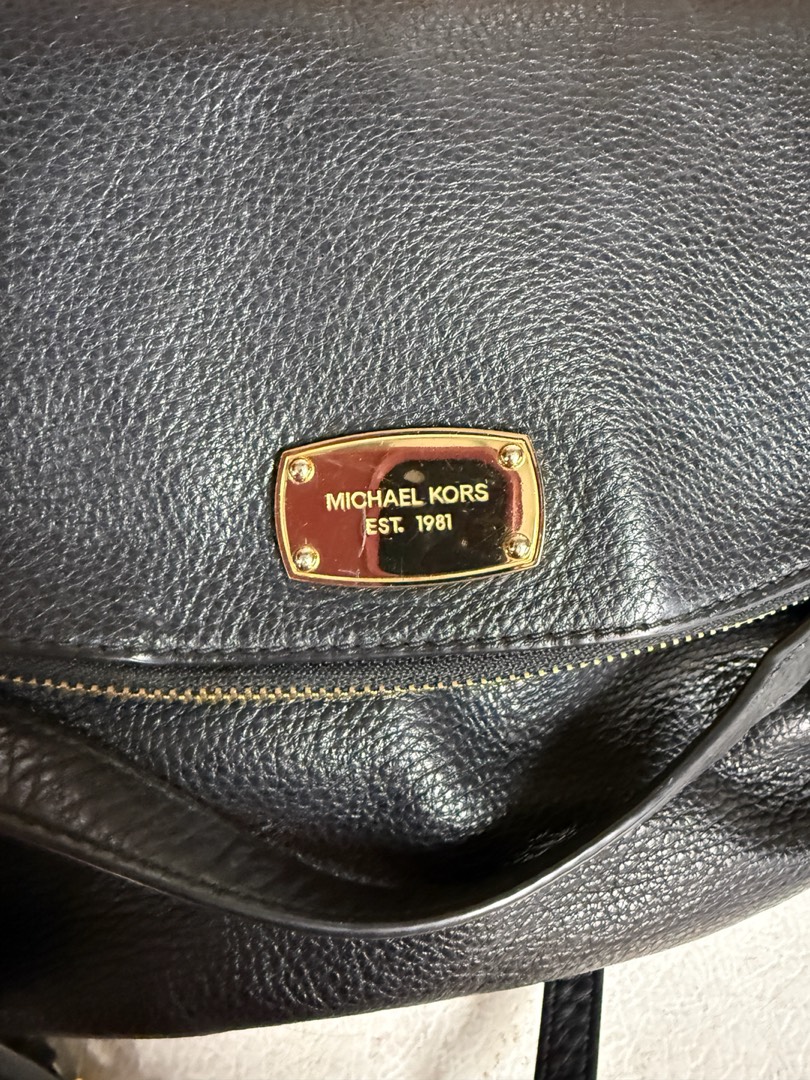 MICHAEL KORS
EST. 1981